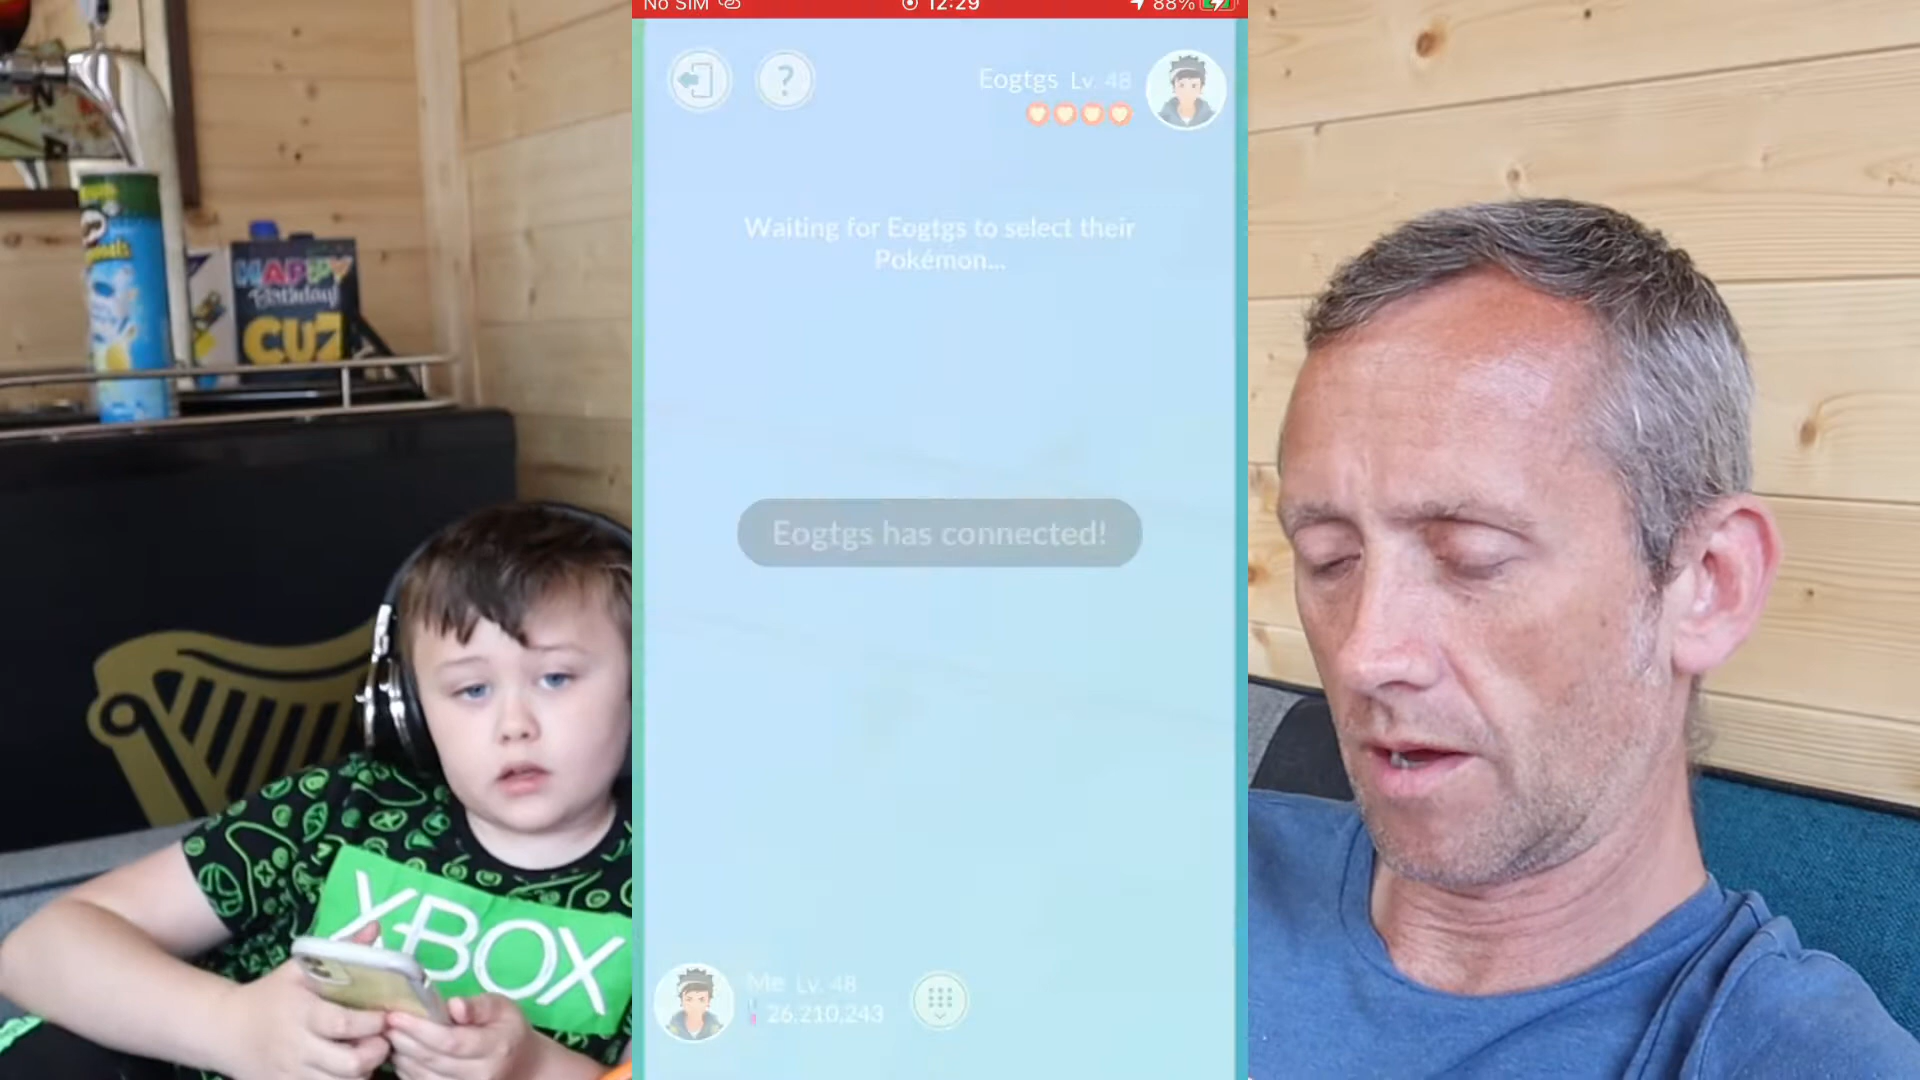 No SIM
12:29
88%
?
Eogtgs Lv. 48
Waiting for Eogtgs to select their
Pokémon...
Eogtgs has connected!
Me Lv. 48
26,210,243
HAPPY
Birthday!
CUZ
XBOX